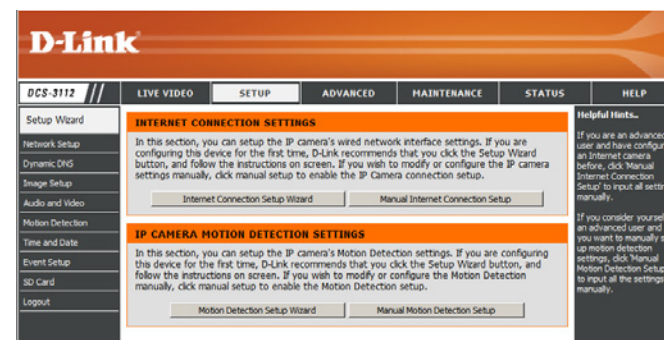 D-Link
DCS-3112
LIVE VIDEO
SETUP
ADVANCED
MAINTENANCE
STATUS
HELP
Setup Wizard
Network Setup
Dynamic DNS
Image Setup
Audio and Video
Motion Detection
Time and Date
Event Setup
SD Card
Logout
INTERNET CONNECTION SETTINGS
In this section, you can setup the IP camera's wired network interface settings. If you are
configuring this device for the first time, D-Link recommends that you click the Setup Wizard
button, and follow the instructions on screen. If you wish to modify or configure the IP camera
settings manually, click manual setup to enable the IP Camera connection setup.
Internet Connection Setup Wizard
Manual Internet Connection Setup
IP CAMERA MOTION DETECTION SETTINGS
In this section, you can setup the IP camera's Motion Detection settings. If you are configuring
this device for the first time, D-Link recommends that you click the Setup Wizard button, and
follow the instructions on screen. If you wish to modify or configure the Motion Detection
manually, click manual setup to enable the Motion Detection setup.
Motion Detection Setup Wizard
Manual Motion Detection Setup
Helpful Hints..
If you are an advanced
user and have configur
an Internet camera
before, click 'Manual
Internet Connection
Setup' to input all settin
manually.
If you consider yoursel
an advanced user and
you want to manually s
up motion detection
settings, click 'Manual
Motion Detection Setup
to input all the settings
manually.